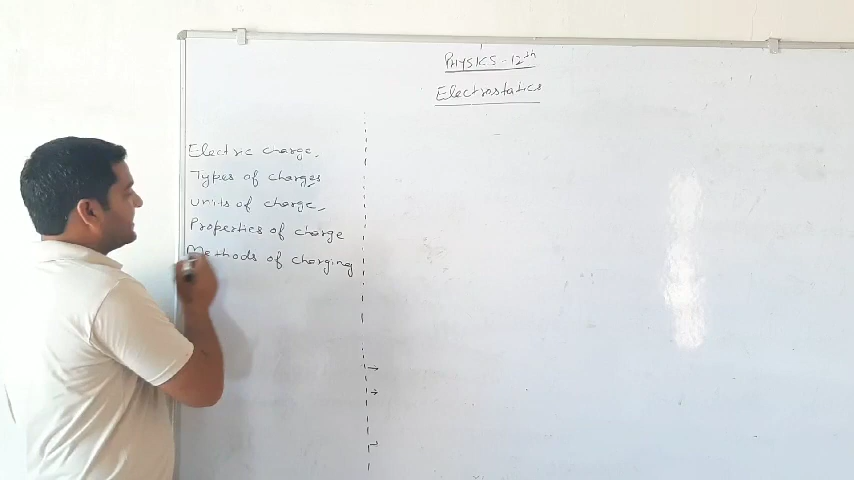 PHYSICS - 12th
Electrostatics
Electric charge,
Types of charges,
units of charge,
Properties of charge
Methods of charging